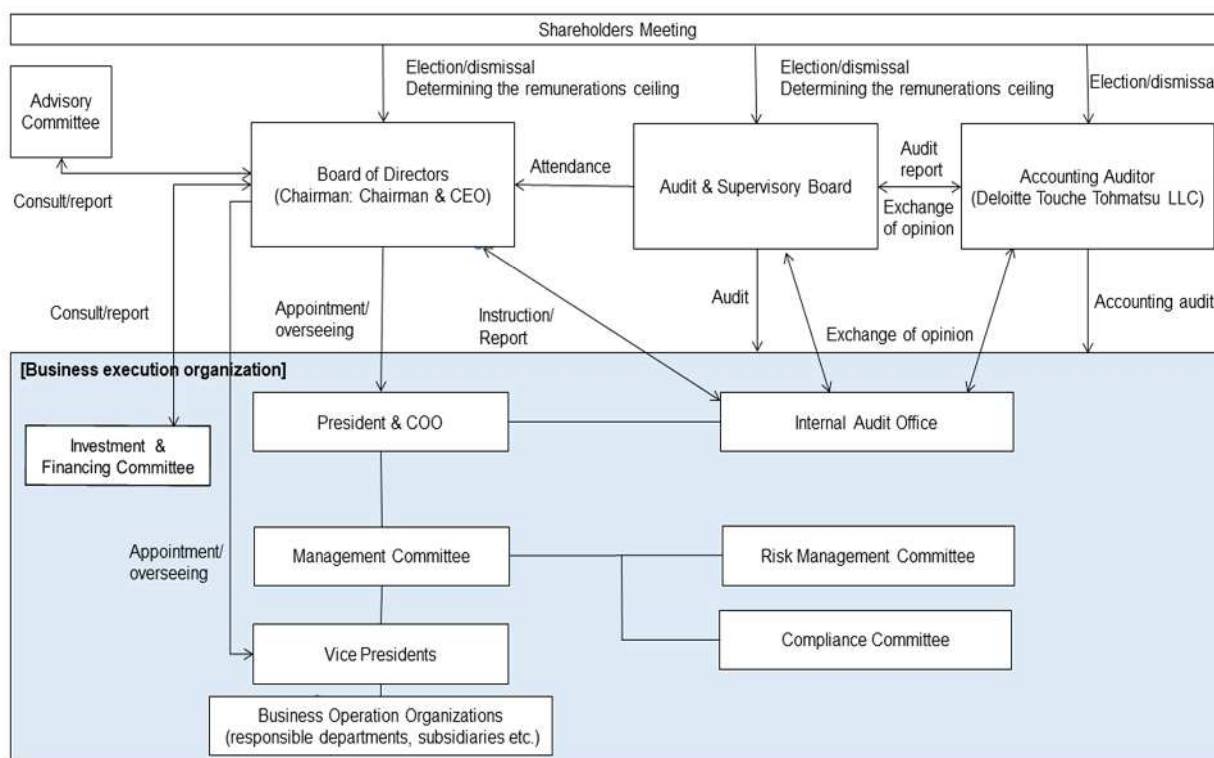 Shareholders Meeting
Election/dismissal
Determining the remunerations ceiling
Election/dismissal
Determining the remunerations ceiling
Election/dismissal
Advisory
Committee
Board of Directors
(Chairman: Chairman & CEO)
Attendance
Audit & Supervisory Board
Audit
report
Exchange
of opinion
Accounting Auditor
(Deloitte Touche Tohmatsu LLC)
Consult/report
Consult/report
Appointment/
overseeing
Instruction/
Report
Audit
Exchange of opinion
Accounting audit
[Business execution organization]
President & COO
Internal Audit Office
Investment &
Financing Committee
Appointment/
overseeing
Management Committee
Risk Management Committee
Compliance Committee
Vice Presidents
Business Operation Organizations
(responsible departments, subsidiaries etc.)